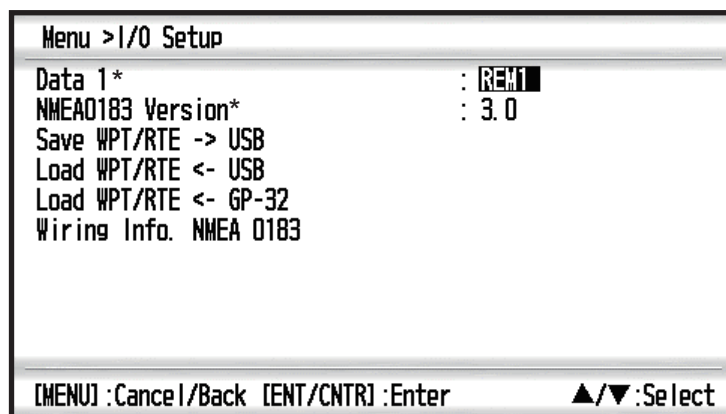 Menu >I/O Setup
Data 1* : REM1
NMEA0183 Version* : 3.0
Save WPT/RTE -> USB
Load WPT/RTE <- USB
Load WPT/RTE <- GP-32
Wiring Info. NMEA 0183
[MENU]:Cancel/Back [ENT/CNTR]:Enter ▲/▼:Select